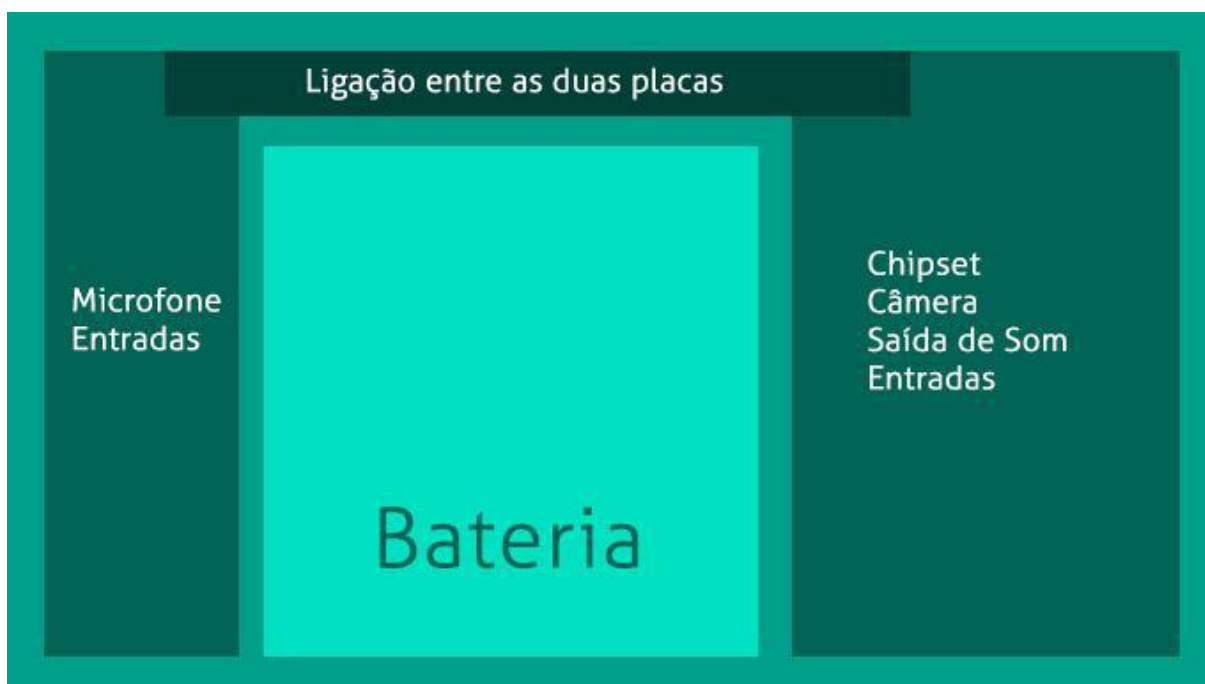 Ligação entre as duas placas
Microfone
Entradas
Bateria
Chipset
Câmera
Saída de Som
Entradas